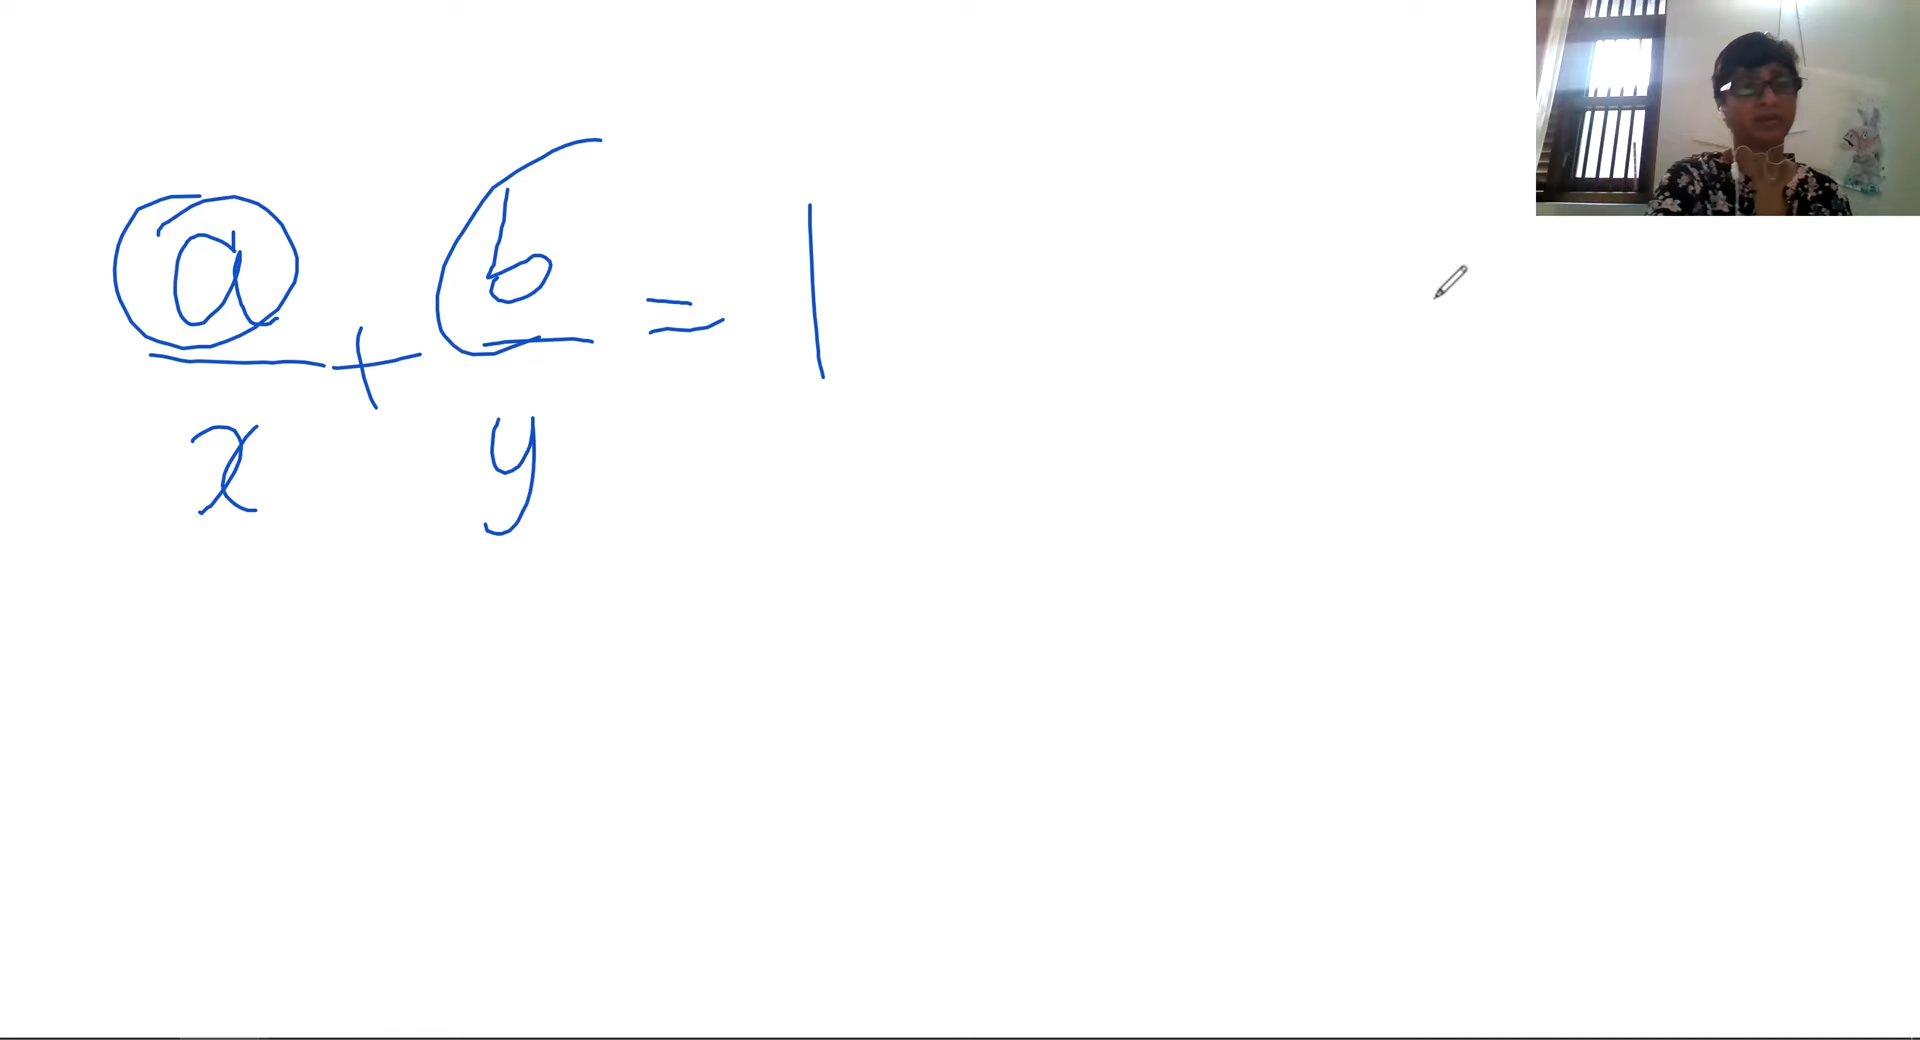 a/x + b/y = 1